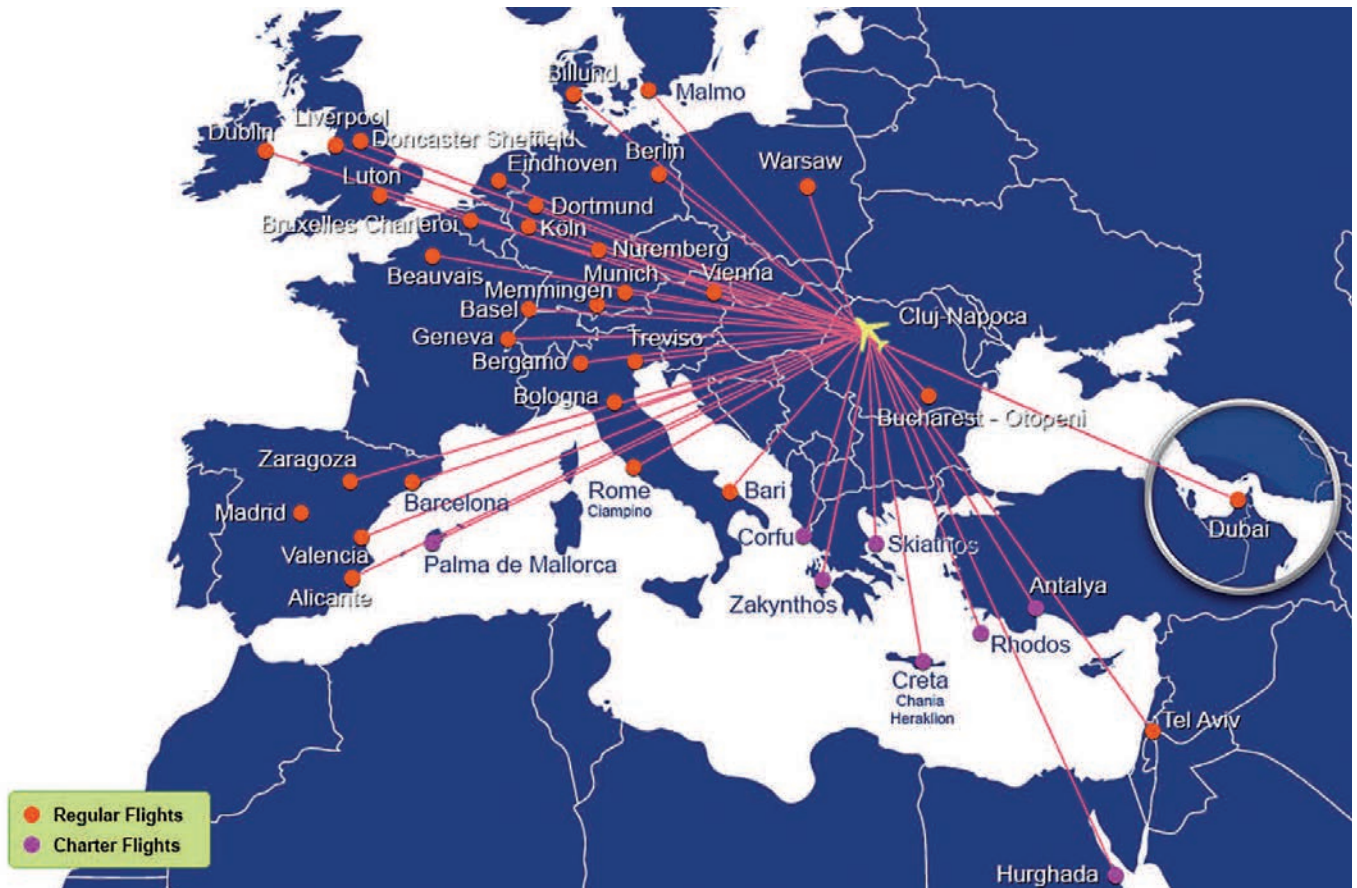 Billund
Malmo
Liverpool
Dublin
Doncaster Sheffield
Eindhoven
Berlin
Warsaw
Luton
Dortmund
Bruxelles Charleroi
Köln
Nuremberg
Beauvais
Munich
Vienna
Memmingen
Basel
Cluj-Napoca
Geneva
Treviso
Bergamo
Bologna
Bucharest - Otopeni
Zaragoza
Barcelona
Rome
Ciampino
Bari
Madrid
Dubai
Valencia
Palma de Mallorca
Corfu
Skiathos
Alicante
Zakynthos
Antalya
Rhodos
Creta
Chania
Heraklion
Tel Aviv
Regular Flights
Charter Flights
Hurghada